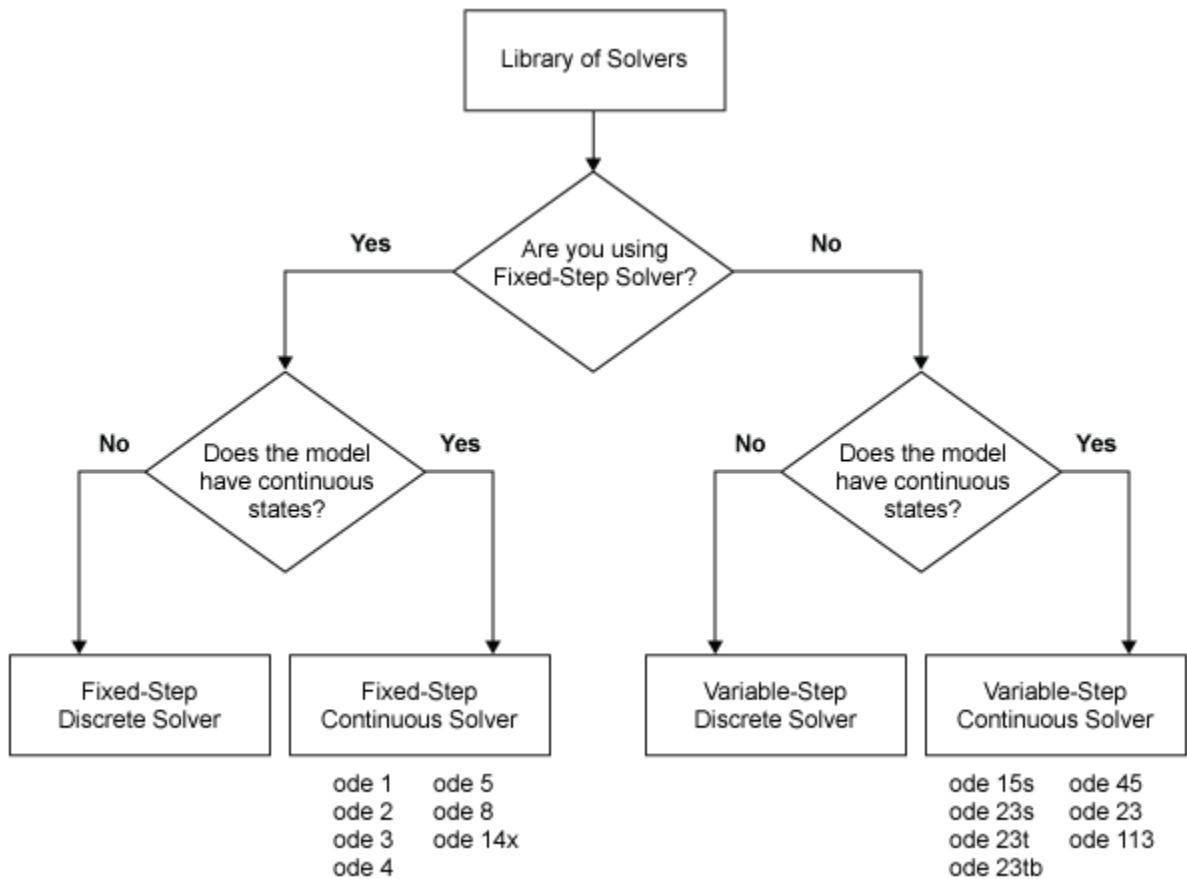 Library of Solvers
Yes
Are you using
Fixed-Step Solver?
No
No
Does the model
have continuous
states?
Yes
No
Does the model
have continuous
states?
Yes
Fixed-Step
Discrete Solver
Fixed-Step
Continuous Solver
Variable-Step
Discrete Solver
Variable-Step
Continuous Solver
ode 1
ode 2
ode 3
ode 4
ode 5
ode 8
ode 14x
ode 15s
ode 23s
ode 23t
ode 23tb
ode 45
ode 23
ode 113